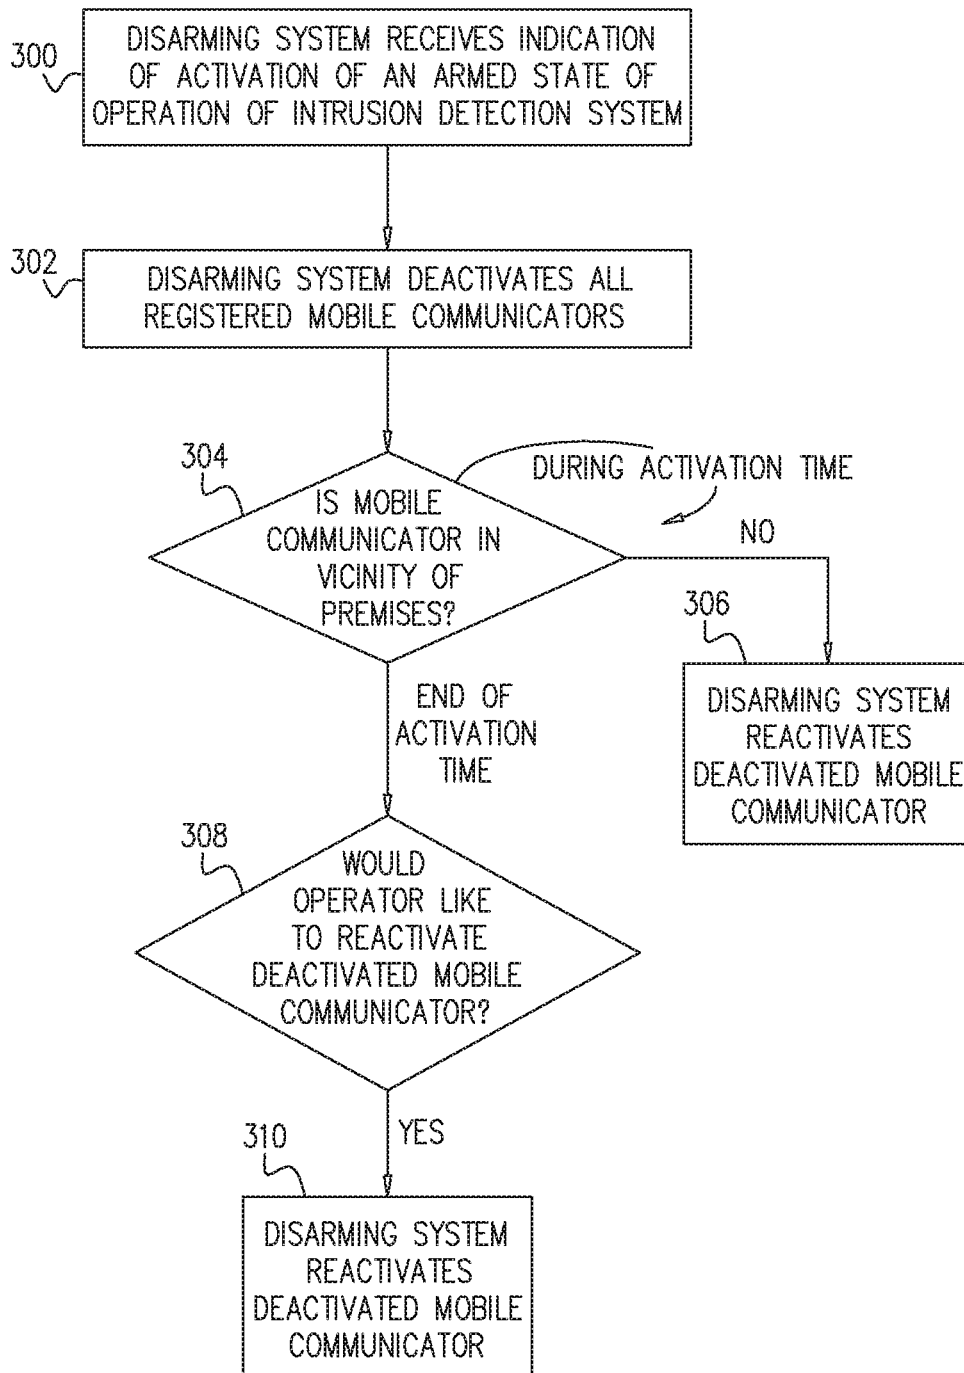 300
DISARMING SYSTEM RECEIVES INDICATION
OF ACTIVATION OF AN ARMED STATE OF
OPERATION OF INTRUSION DETECTION SYSTEM
302
DISARMING SYSTEM DEACTIVATES ALL
REGISTERED MOBILE COMMUNICATORS
304
IS MOBILE
COMMUNICATOR IN
VICINITY OF
PREMISES?
DURING ACTIVATION TIME
NO
306
DISARMING SYSTEM
REACTIVATES
DEACTIVATED MOBILE
COMMUNICATOR
END OF
ACTIVATION
TIME
308
WOULD
OPERATOR LIKE
TO REACTIVATE
DEACTIVATED MOBILE
COMMUNICATOR?
YES
310
DISARMING SYSTEM
REACTIVATES
DEACTIVATED MOBILE
COMMUNICATOR